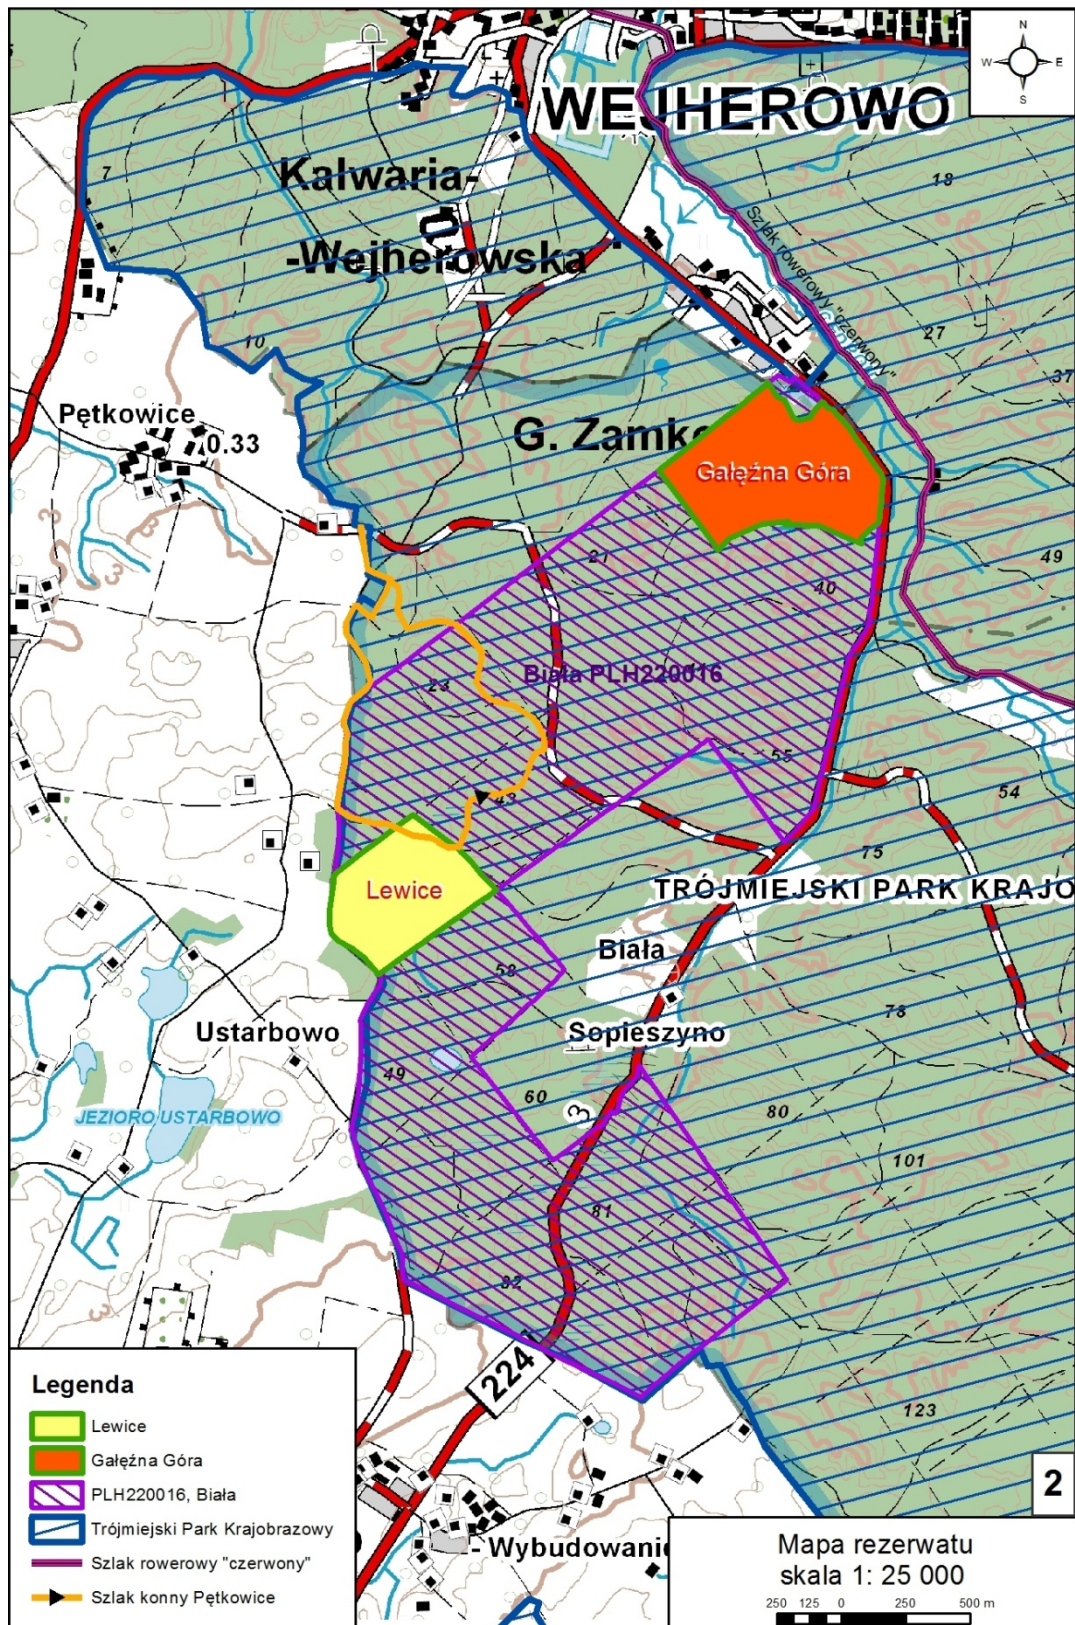 N
W E
S
WEJHEROWO
Kalwaria-
-Wejherowska
7
18
Szlak rowerowy "czerwony"
27
37
10
Pętkowice
0.33
G. Zamk
Gałęźna Góra
21
40
49
Biała PLH220016
23
55
43
54
75
Lewice
TRÓJMIEJSKI PARK KRAJO
Biała
58
78
Ustarbowo
Sopieszyno
49
60
3
80
JEZIORO USTARBOWO
101
81
82
224
123
Legenda
Lewice
Gałęźna Góra
PLH220016, Biała
Trójmiejski Park Krajobrazowy
Szlak rowerowy "czerwony"
Szlak konny Pętkowice
- Wybudowanie
2
Mapa rezerwatu
skala 1: 25 000
250 125 0 250 500 m